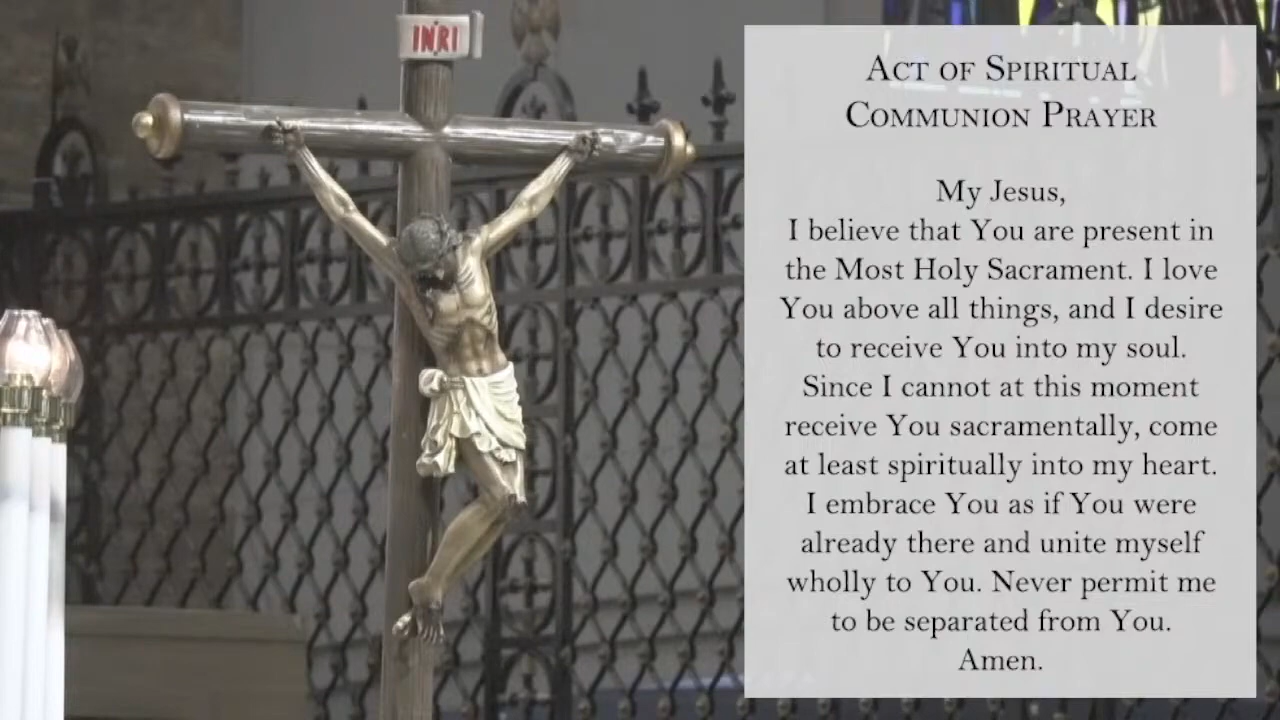 INRI
Act of Spiritual
Communion Prayer
My Jesus,
I believe that You are present in
the Most Holy Sacrament. I love
You above all things, and I desire
to receive You into my soul.
Since I cannot at this moment
receive You sacramentally, come
at least spiritually into my heart.
I embrace You as if You were
already there and unite myself
wholly to You. Never permit me
to be separated from You.
Amen.